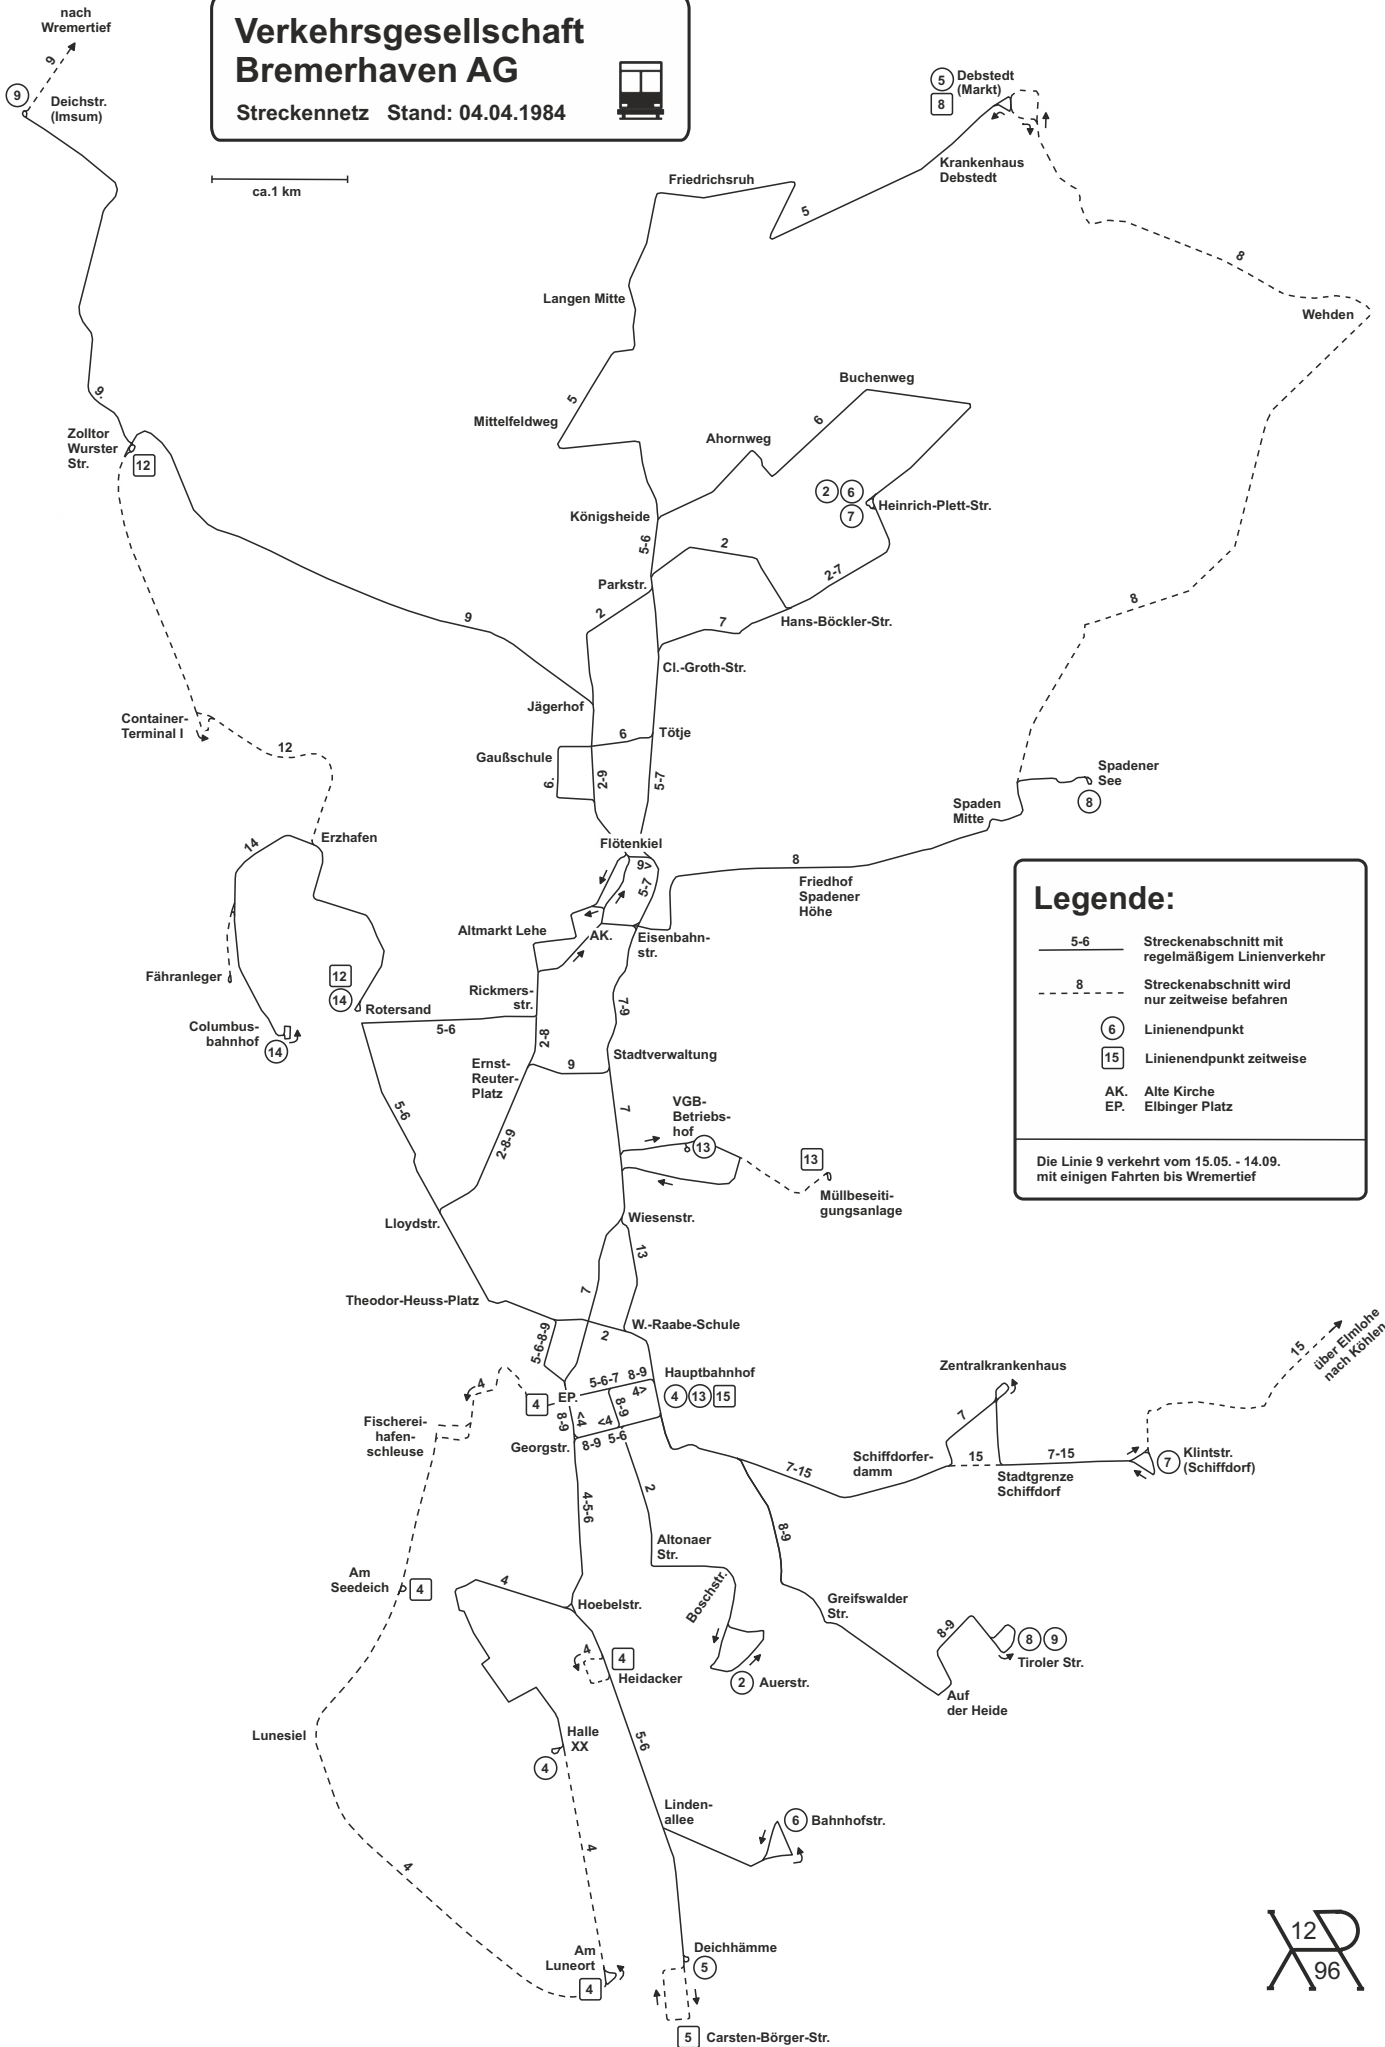 nach
Wremertief
9
9
Deichstr.
(Imsum)
Verkehrsgesellschaft
Bremerhaven AG
Streckennetz Stand: 04.04.1984
ca.1 km
5
Debstedt
(Markt)
8
Krankenhaus
Debstedt
Friedrichsruh
5
8
Langen Mitte
Wehden
9.
5
Buchenweg
Mittelfeldweg
6
Ahornweg
Zolltor
Wurster
Str.
12
2
6
7
Heinrich-Plett-Str.
Königsheide
5-6
2
2-7
Parkstr.
2
7
Hans-Böckler-Str.
8
9
Cl.-Groth-Str.
Jägerhof
Container-
Terminal I
12
6
Tötje
Gaußschule
6.
2-9
5-7
Spadener
See
8
Spaden
Mitte
14
Erzhafen
Flötenkiel
9>
5-7
8
Friedhof
Spadener
Höhe
Altmarkt Lehe
AK.
Eisenbahn-
str.
Fähranleger
12
14
Rotersand
Rickmers-
str.
7-9
Columbus-
bahnhof
14
5-6
2-8
Stadtverwaltung
Ernst-
Reuter-
Platz
9
5-6
2-8-9
7
VGB-
Betriebs-
hof
13
13
Müllbeseiti-
gungsanlage
Lloydstr.
Wiesenstr.
13
7
Theodor-Heuss-Platz
W.-Raabe-Schule
2
5-6-8-9
Legende:
5-6
Streckenabschnitt mit
regelmäßigem Linienverkehr
8
Streckenabschnitt wird
nur zeitweise befahren
6
Linienendpunkt
15
Linienendpunkt zeitweise
AK. Alte Kirche
EP. Elbinger Platz
Die Linie 9 verkehrt vom 15.05. - 14.09.
mit einigen Fahrten bis Wremertief
Hauptbahnhof
4
13
15
5-6-7
8-9
4>
EP.
4
4
8-9
<4
8-9
<4
5-6
8-9
Georgstr.
Fischerei-
hafen-
schleuse
Zentralkrankenhaus
7
15
über Elmlohe
nach Köhlen
Schiffdorfer-
damm
15
7-15
Stadtgrenze
Schiffdorf
7
Klintstr.
(Schiffdorf)
7-15
2
4-5-6
8-9
Altonaer
Str.
Am
Seedeich
4
4
Hoebelstr.
Boschstr.
Greifswalder
Str.
8-9
8
9
Tiroler Str.
4
4
Heidacker
2
Auerstr.
Auf
der Heide
Lunesiel
Halle
XX
4
5-6
Linden-
allee
6
Bahnhofstr.
4
4
Am
Luneort
4
Deichhämme
5
5
Carsten-Börger-Str.
12
96